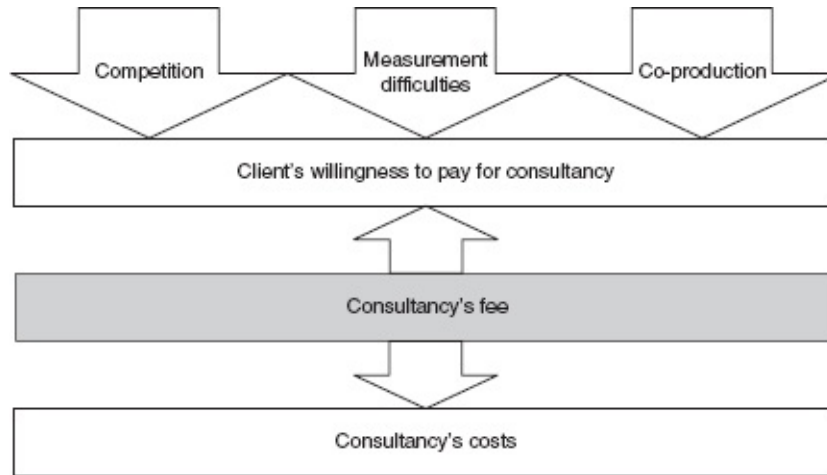 Competition
Measurement
difficulties
Co-production
Client's willingness to pay for consultancy
Consultancy's fee
Consultancy's costs